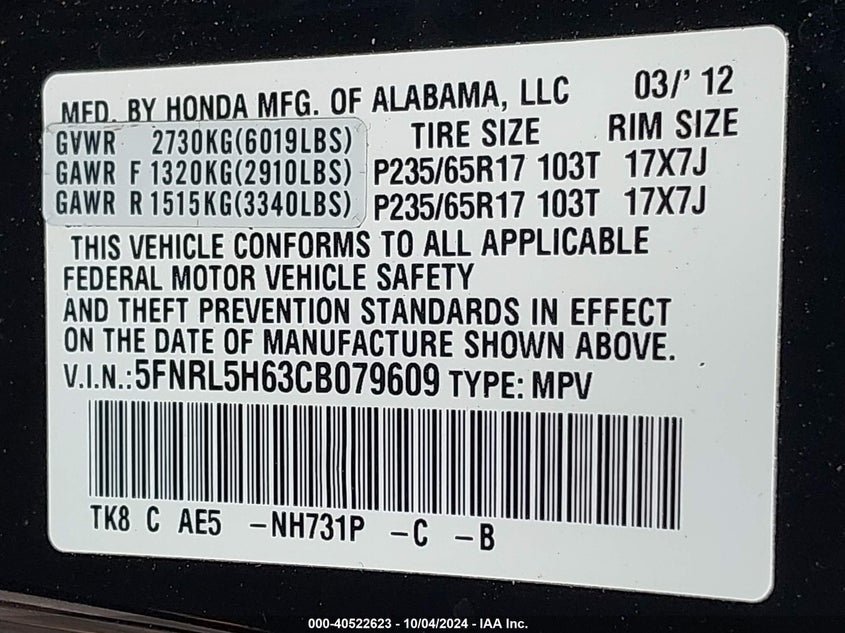 MFD. BY HONDA MFG. OF ALABAMA, LLC 03/' 12
GVWR 2730KG(6019LBS) TIRE SIZE RIM SIZE
GAWR F 1320KG(2910LBS) P235/65R17 103T 17X7J
GAWR R 1515KG(3340LBS) P235/65R17 103T 17X7J
THIS VEHICLE CONFORMS TO ALL APPLICABLE
FEDERAL MOTOR VEHICLE SAFETY
AND THEFT PREVENTION STANDARDS IN EFFECT
ON THE DATE OF MANUFACTURE SHOWN ABOVE.
V.I.N.:5FNRL5H63CB079609 TYPE: MPV
TK8 C AE5 -NH731P -C -B
000-40522623 - 10/04/2024 - IAA Inc.